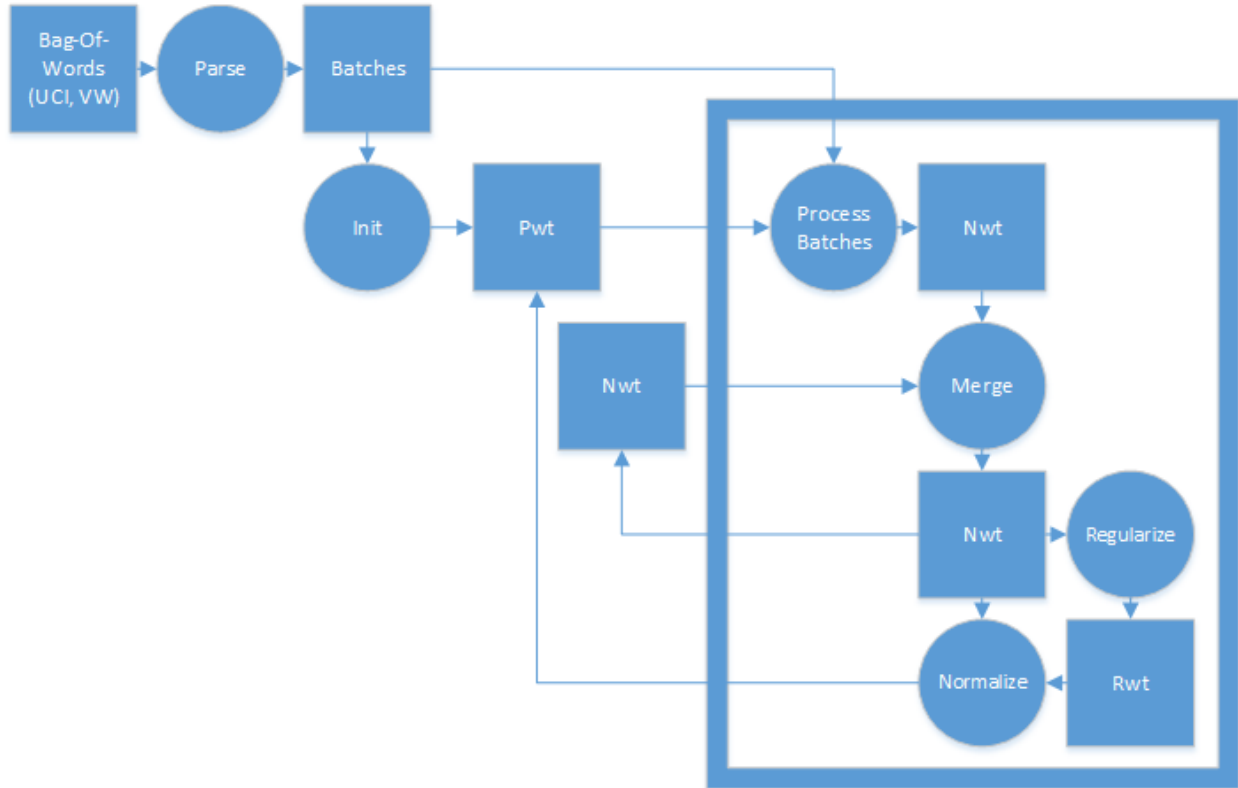 Bag-Of-
Words
(UCI, VW)
Parse
Batches
Init
Pwt
Process
Batches
Nwt
Nwt
Merge
Nwt
Regularize
Normalize
Rwt